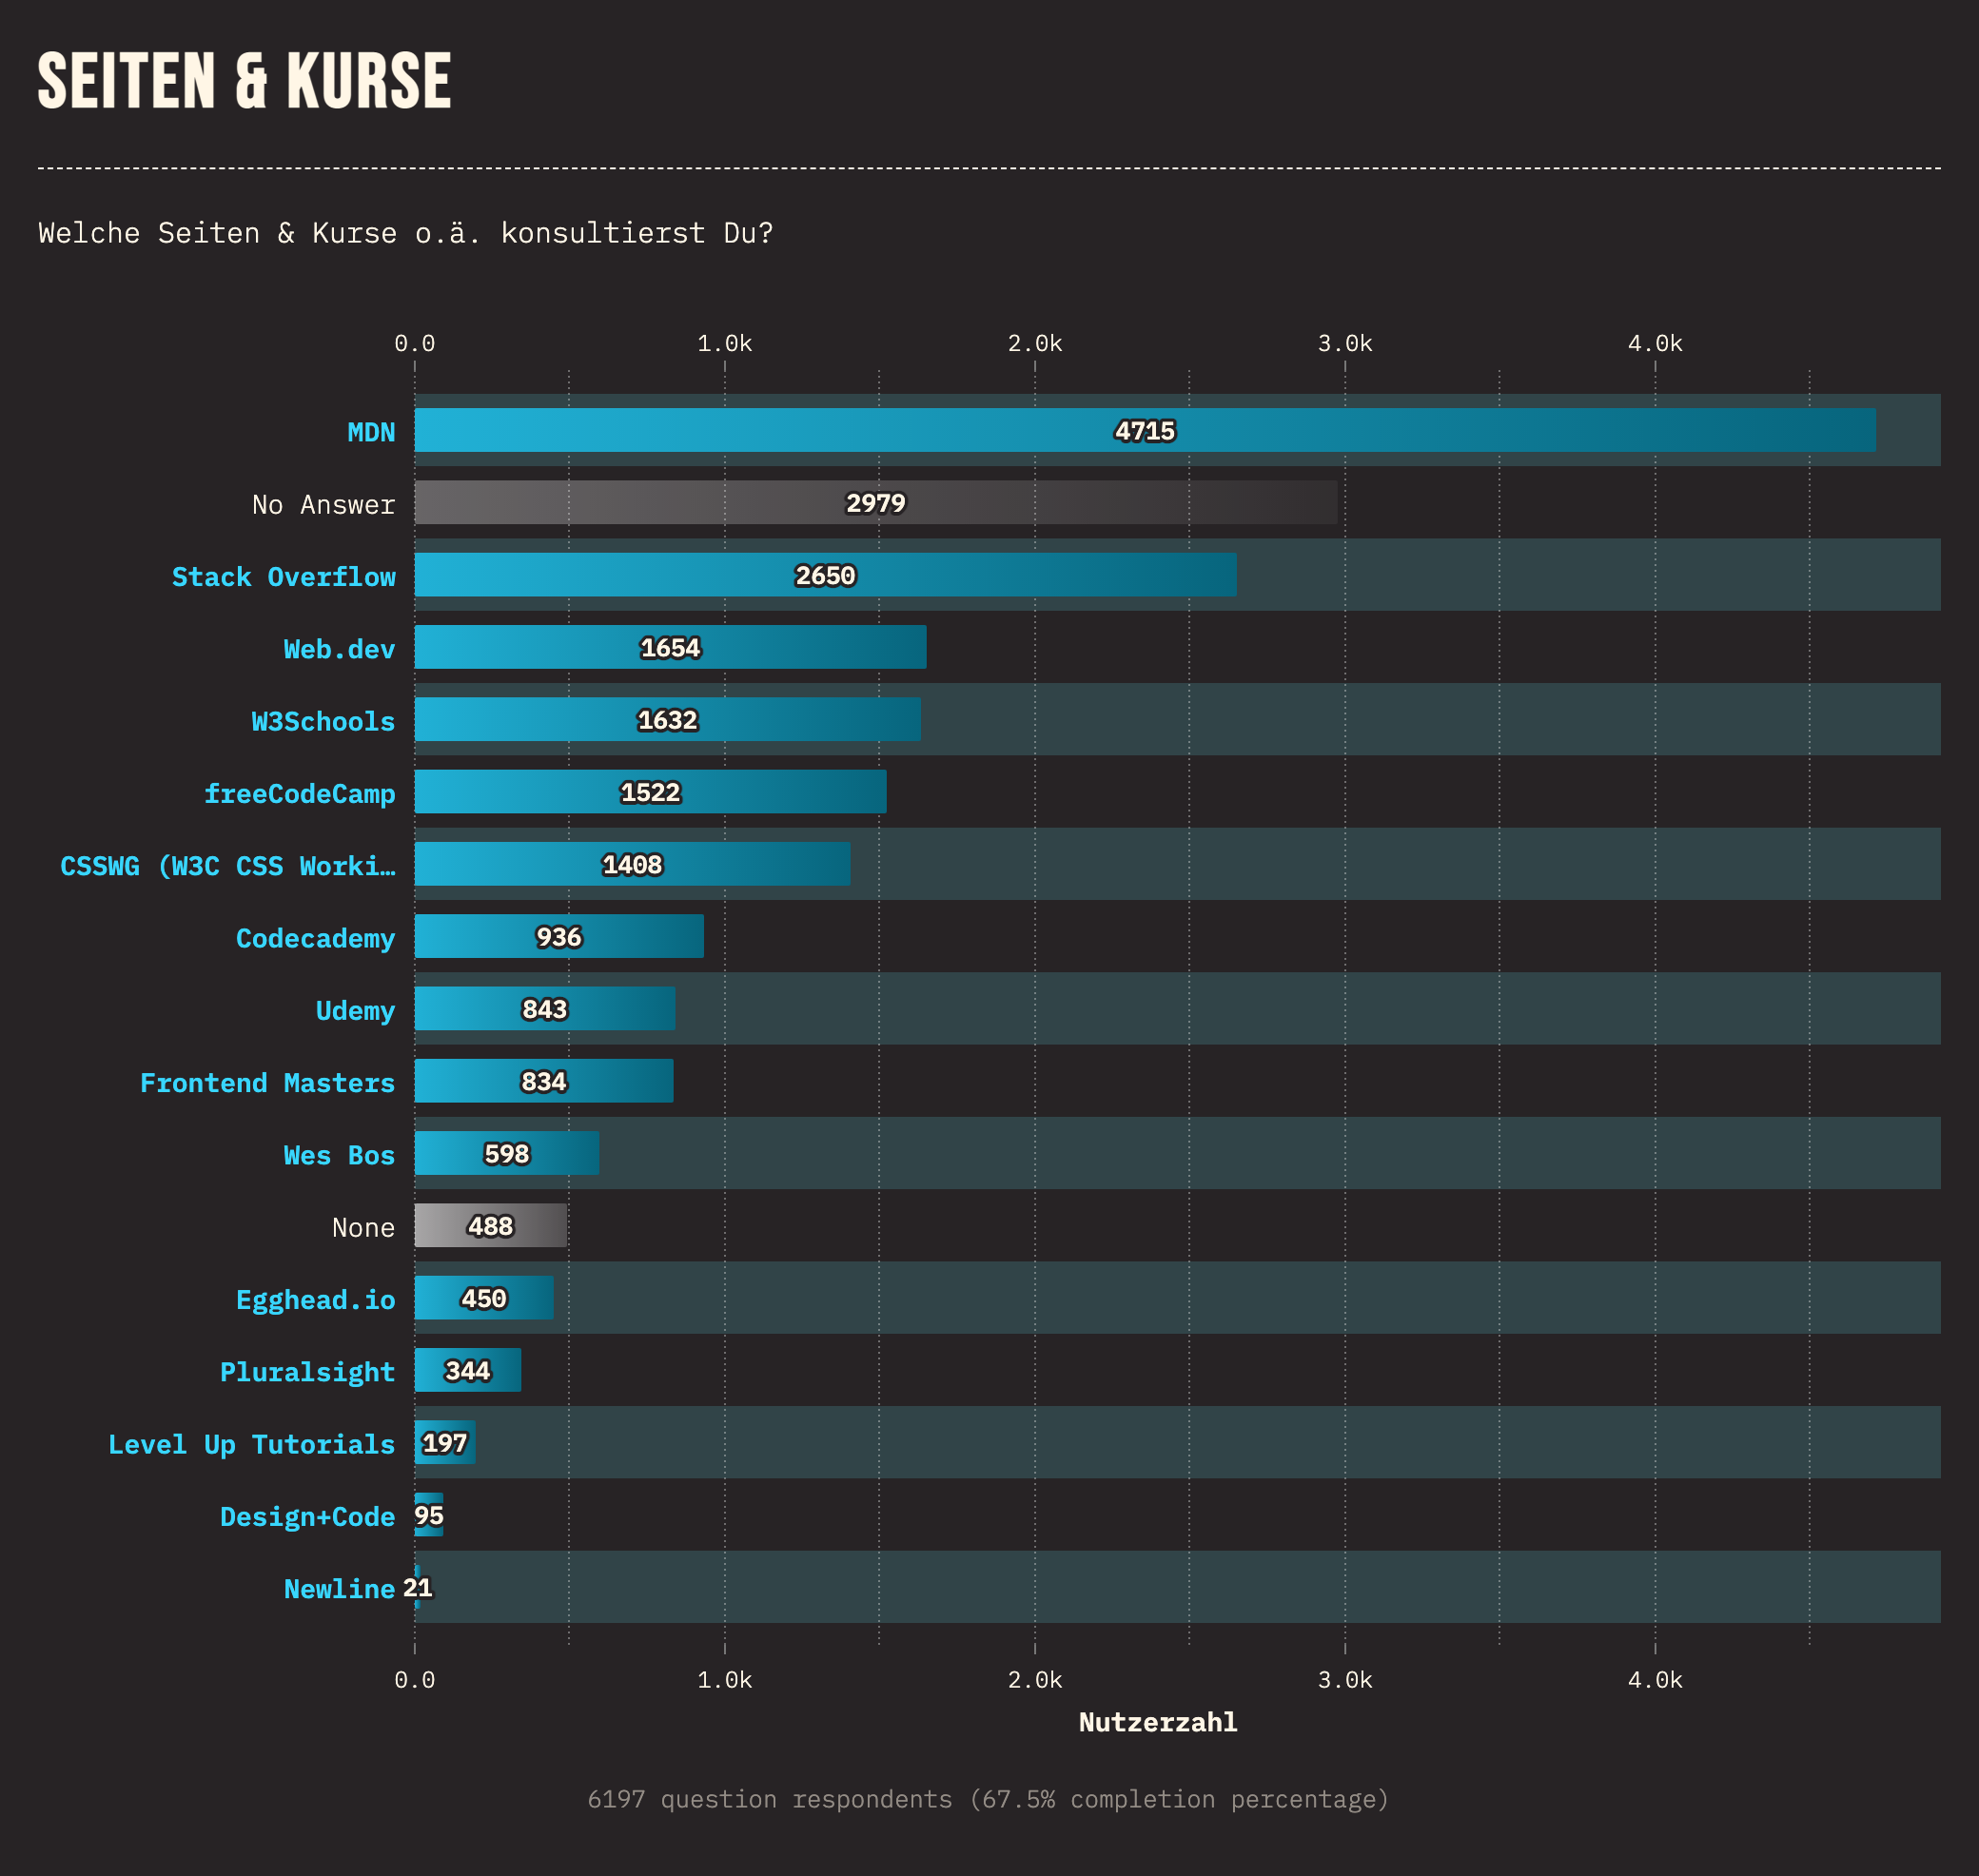 SEITEN & KURSE
Welche Seiten & Kurse o.ä. konsultierst Du?
0.0 1.0k 2.0k 3.0k 4.0k
MDN 4715
No Answer 2979
Stack Overflow 2650
Web.dev 1654
W3Schools 1632
freeCodeCamp 1522
CSSWG (W3C CSS Worki… 1408
Codecademy 936
Udemy 843
Frontend Masters 834
Wes Bos 598
None 488
Egghead.io 450
Pluralsight 344
Level Up Tutorials 197
Design+Code 95
Newline 21
0.0 1.0k 2.0k 3.0k 4.0k
Nutzerzahl
6197 question respondents (67.5% completion percentage)